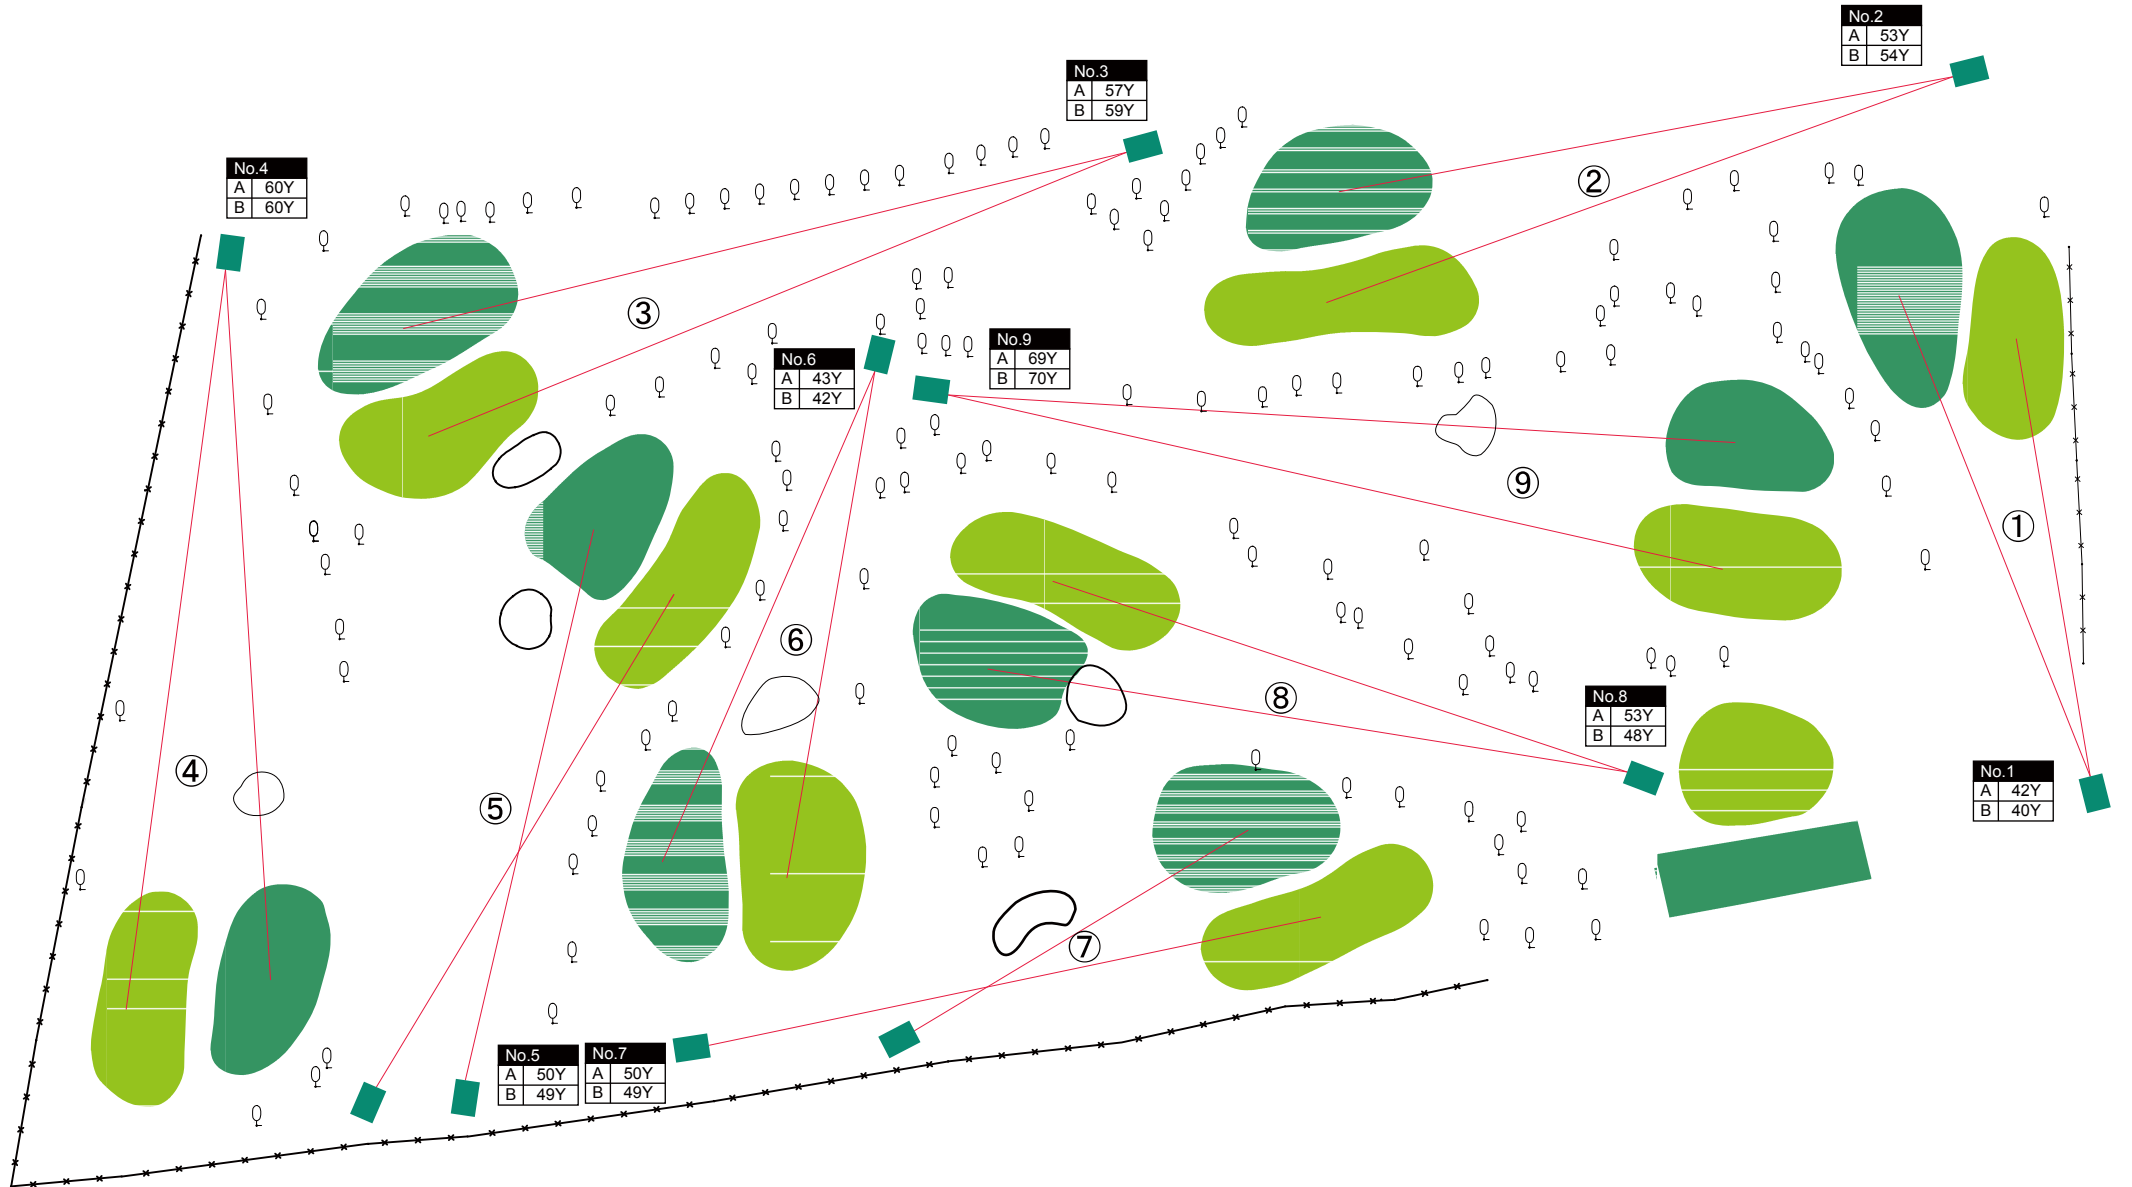 No.2
A 53Y
B 54Y
No.3
A 57Y
B 59Y
No.4
A 60Y
B 60Y
②
③
No.9
A 69Y
B 70Y
No.6
A 43Y
B 42Y
⑨
①
⑥
⑧
No.8
A 53Y
B 48Y
④
No.1
A 42Y
B 40Y
⑤
⑦
No.5
A 50Y
B 49Y
No.7
A 50Y
B 49Y